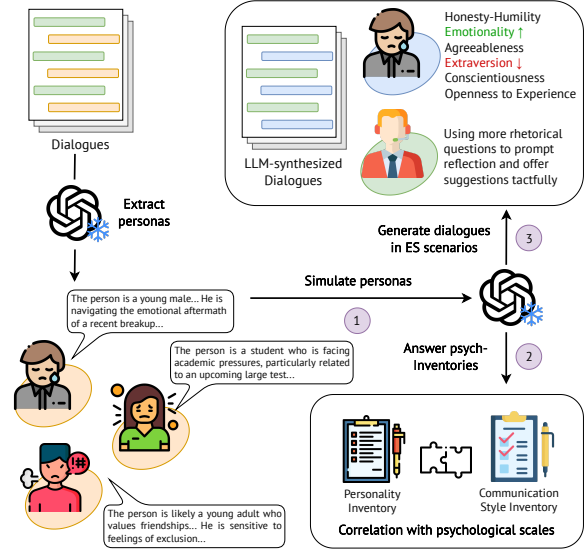 Dialogues
Extract
personas
The person is a young male... He is
navigating the emotional aftermath
of a recent breakup...
The person is a student who is facing
academic pressures, particularly related
to an upcoming large test...
!#
The person is likely a young adult who
values friendships... He is sensitive to
feelings of exclusion...
Simulate personas
1
Answer psych-
Inventories
2
Personality
Inventory
Communication
Style Inventory
Correlation with psychological scales
Generate dialogues
in ES scenarios
3
LLM-synthesized
Dialogues
Honesty-Humility
Emotionality ↑
Agreeableness
Extraversion ↓
Conscientiousness
Openness to Experience
Using more rhetorical
questions to prompt
reflection and offer
suggestions tactfully